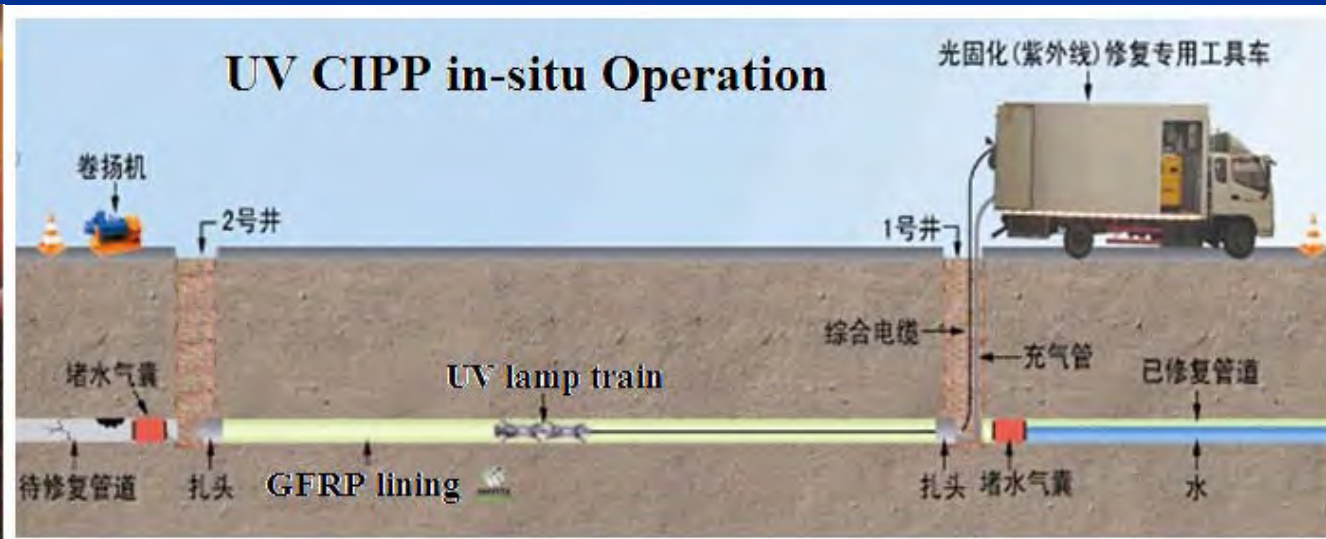 UV CIPP in-situ Operation
光固化(紫外线)修复专用工具车
卷扬机
2号井
1号井
综合电缆
充气管
堵水气囊
UV lamp train
已修复管道
待修复管道
扎头
GFRP lining
扎头
堵水气囊
水